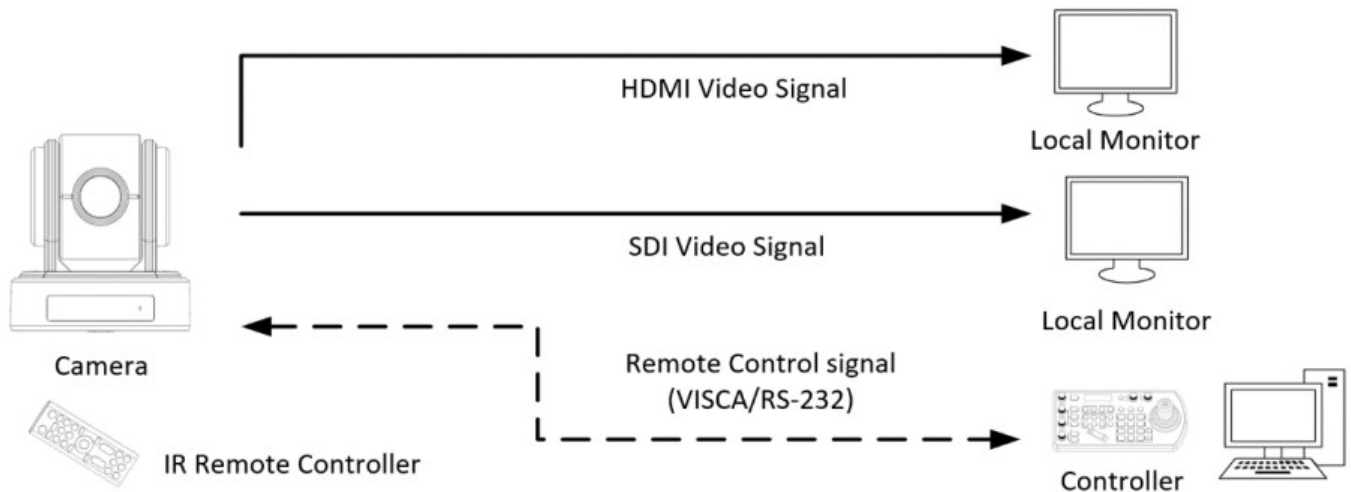 HDMI Video Signal
Local Monitor
SDI Video Signal
Local Monitor
Camera
Remote Control signal
(VISCA/RS-232)
IR Remote Controller
Controller